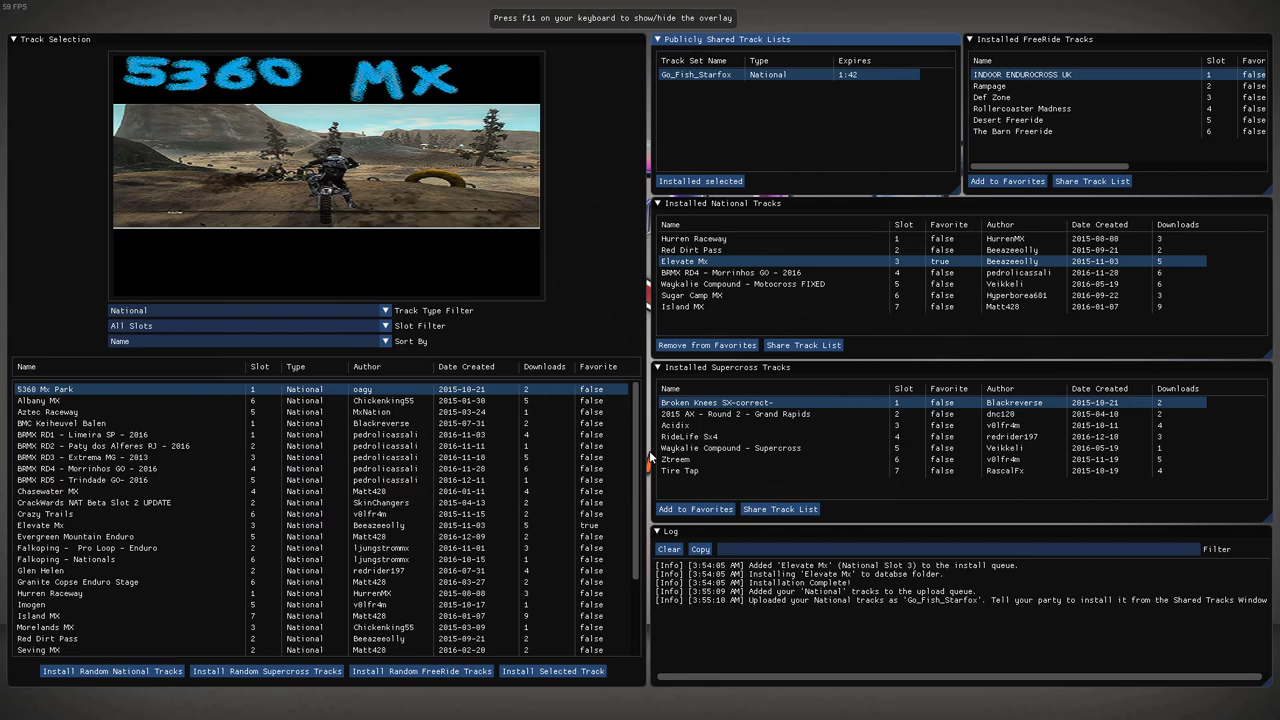 59 FPS
Press f11 on your keyboard to show/hide the overlay
Track Selection
5360 Mx
National Track Type Filter
All Slots Slot Filter
Name Sort By
Name Slot Type Author Date Created Downloads Favorite
5360 Mx Park 1 National oagy 2015-10-21 2 false
Albany MX 6 National Chickenking55 2015-01-30 5 false
Aztec Raceway 5 National MxNation 2015-03-24 1 false
BMC Keiheuvel Balen 1 National Blackreverse 2015-07-31 2 false
BRMX RD1 - Limeira SP - 2016 1 National pedrolicassali 2016-11-03 4 false
BRMX RD2 - Paty dos Alferes RJ - 2016 2 National pedrolicassali 2016-11-11 1 false
BRMX RD3 - Extrema MG - 2013 3 National pedrolicassali 2016-11-18 2 false
BRMX RD4 - Morrinhos GO - 2016 4 National pedrolicassali 2016-11-28 6 false
BRMX RD5 - Trindade GO- 2016 5 National pedrolicassali 2016-12-12 1 false
Chasewater MX 4 National Matt428 2016-01-11 4 false
CrackWards NAT Beta Slot 2 UPDATE 2 National SkinChangers 2015-04-13 2 false
Crazy Trails 2 National v0lfr4m 2015-11-15 2 false
Elevate Mx 3 National Beeazeeolly 2015-11-03 5 true
Evergreen Mountain Enduro 5 National Matt428 2016-12-09 2 false
Falkoping -  Pro Loop - Enduro 2 National ljungstrommx 2016-11-01 3 false
Falkoping - Nationals 6 National ljungstrommx 2016-10-15 1 false
Glen Helen 2 National redrider197 2016-07-31 4 false
Granite Copse Enduro Stage 6 National Matt428 2016-03-27 2 false
Hurren Raceway 1 National HurrenMX 2015-08-08 3 false
Imogen 5 National v0lfr4m 2015-10-17 1 false
Island MX 7 National Matt428 2016-01-07 9 false
Morelands MX 3 National Chickenking55 2015-03-09 1 false
Red Dirt Pass 2 National Beeazeeolly 2015-09-21 2 false
Seving MX 2 National Matt428 2016-02-20 2 false
Install Random National Tracks Install Random Supercross Tracks Install Random FreeRide Tracks Install Selected Track
Publicly Shared Track Lists
Track Set Name Type Expires
Go_Fish_Starfox National 1:42
Installed selected
Installed FreeRide Tracks
Name Slot Favor
INDOOR ENDUROCROSS UK 1 false
Rampage 2 false
Def Zone 3 false
Rollercoaster Madness 4 false
Desert Freeride 5 false
The Barn Freeride 6 false
Add to Favorites Share Track List
Installed National Tracks
Name Slot Favorite Author Date Created Downloads
Hurren Raceway 1 false HurrenMX 2015-08-08 3
Red Dirt Pass 2 false Beeazeeolly 2015-09-21 2
Elevate Mx 3 true Beeazeeolly 2015-11-03 5
BRMX RD4 - Morrinhos GO - 2016 4 false pedrolicassali 2016-11-28 6
Waykalie Compound - Motocross FIXED 5 false Veikkeli 2016-05-19 6
Sugar Camp MX 6 false Hyperborea681 2016-09-22 3
Island MX 7 false Matt428 2016-01-07 9
Remove from Favorites Share Track List
Installed Supercross Tracks
Name Slot Favorite Author Date Created Downloads
Broken Knees SX-correct- 1 false Blackreverse 2015-10-21 2
2015 AX - Round 2 - Grand Rapids 2 false dnc128 2015-04-18 2
Acidix 3 false v0lfr4m 2015-10-11 4
RideLife Sx4 4 false redrider197 2016-12-10 3
Waykalie Compound - Supercross 5 false Veikkeli 2016-05-19 1
Ztreem 6 false v0lfr4m 2015-11-19 5
Tire Tap 7 false RascalFx 2015-10-19 4
Add to Favorites Share Track List
Log
Clear Copy Filter
[Info] [3:54:05 AM] Added 'Elevate Mx' (National Slot 3) to the install queue.
[Info] [3:54:05 AM] Installing 'Elevate Mx' to databse folder.
[Info] [3:54:05 AM] Installation Complete!
[Info] [3:55:09 AM] Added your 'National' tracks to the upload queue.
[Info] [3:55:10 AM] Uploaded your National tracks as 'Go_Fish_Starfox'. Tell your party to install it from the Shared Tracks Window